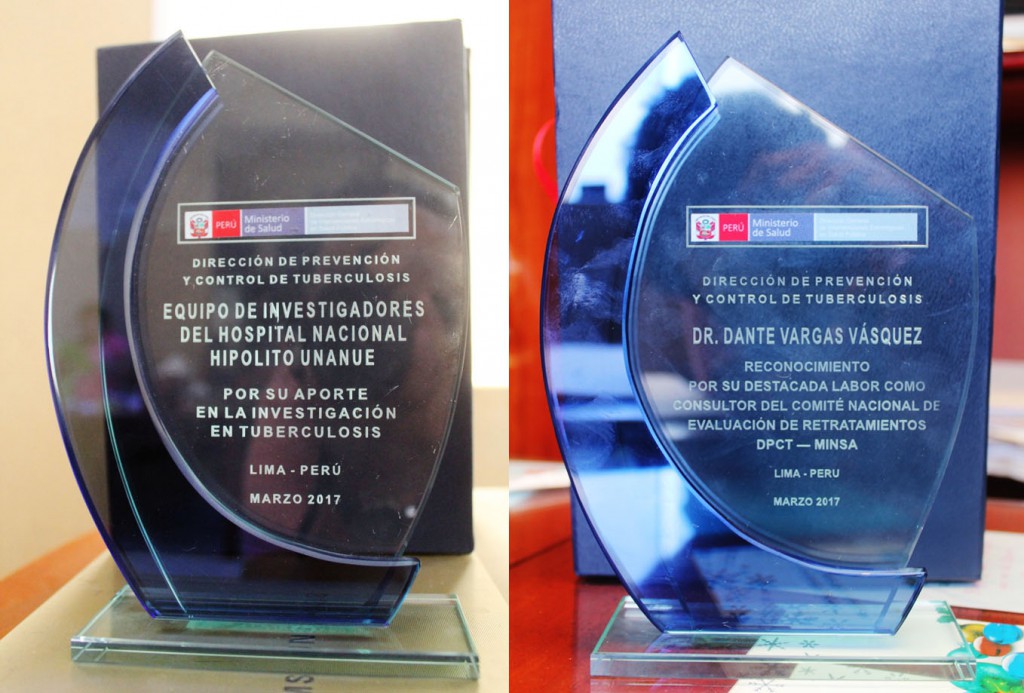 PERÚ
Ministerio
de Salud
DIRECCIÓN DE PREVENCIÓN
Y CONTROL DE TUBERCULOSIS
EQUIPO DE INVESTIGADORES
DEL HOSPITAL NACIONAL
HIPOLITO UNANUE
POR SU APORTE
EN LA INVESTIGACIÓN
EN TUBERCULOSIS
LIMA - PERÚ
MARZO 2017
PERÚ
Ministerio
de Salud
DIRECCIÓN DE PREVENCIÓN
Y CONTROL DE TUBERCULOSIS
DR. DANTE VARGAS VÁSQUEZ
RECONOCIMIENTO
POR SU DESTACADA LABOR COMO
CONSULTOR DEL COMITÉ NACIONAL DE
EVALUACIÓN DE RETRATAMIENTOS
DPCT — MINSA
LIMA - PERU
MARZO 2017